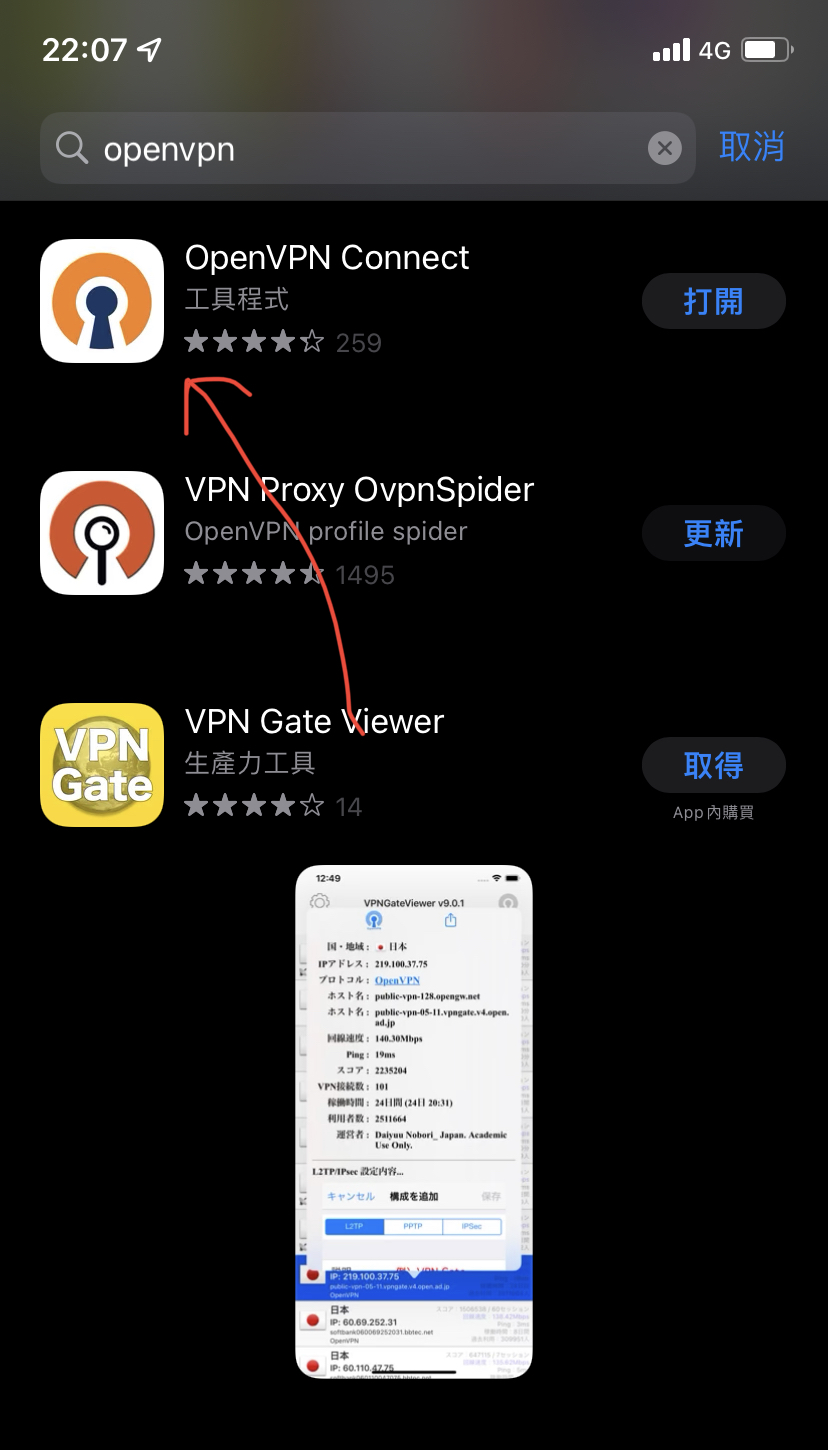 22:07
4G
openvpn
取消
OpenVPN Connect
工具程式
259
打開
VPN Proxy OvpnSpider
OpenVPN profile spider
1495
更新
VPN Gate
VPN Gate Viewer
生產力工具
14
取得
App內購買
12:49
VPNGateViewer v9.0.1
国・地域： 日本
IPアドレス： 219.100.37.75
プロトコル： OpenVPN
ホスト名： public-vpn-128.opengw.net
ホスト名： public-vpn-05-11.vpngate.v4.open.
ad.jp
回線速度： 140.30Mbps
Ping： 19ms
スコア： 2235204
VPN接続数： 101
稼働時間： 24日間 (24日 20:31)
利用者数： 2511664
運営者： Daiyuu Nobori_ Japan. Academic
Use Only.
L2TP/IPsec 設定内容...
キャンセル 構成を追加 保存
L2TP PPTP IPSec
IP: 219.100.37.75
public-vpn-05-11.vpngate.v4.open.ad.jp
OpenVPN
日本
IP: 60.69.252.31
softbank060069252031.bbtec.net
OpenVPN
日本
IP: 60.110.47.75